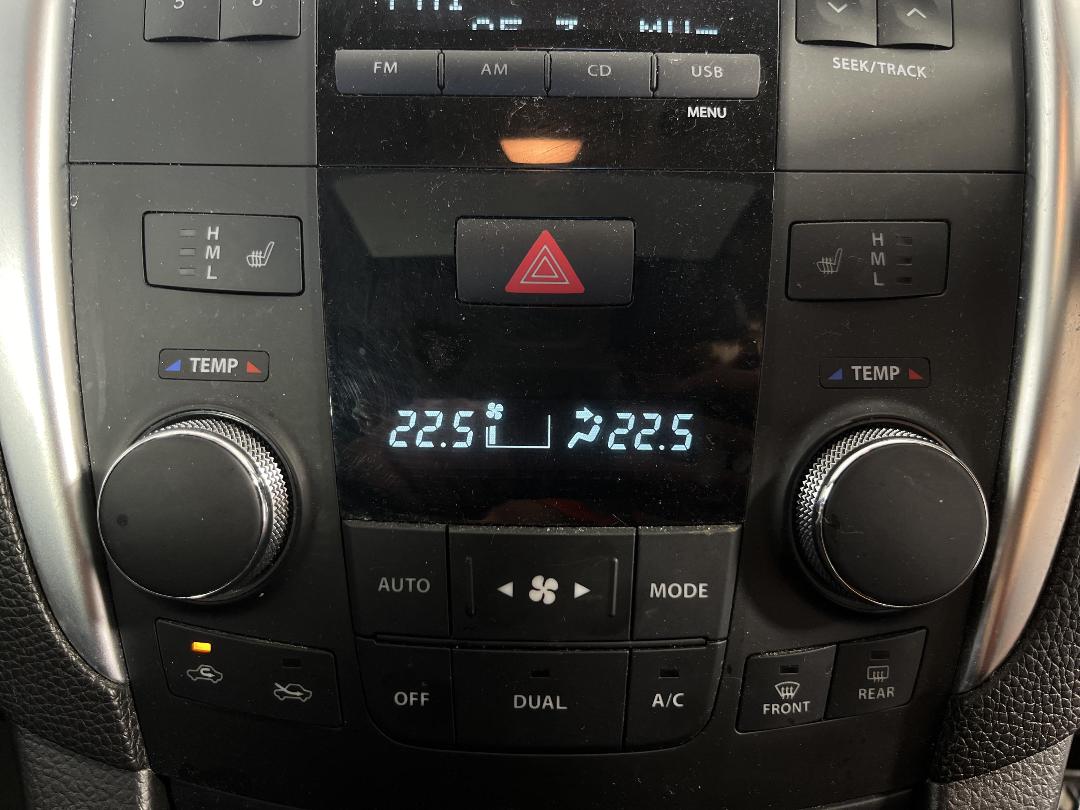 FM AM CD USB
MENU
SEEK/TRACK
H
M
L
H
M
L
TEMP
TEMP
22.5 22.5
AUTO MODE
OFF DUAL A/C
FRONT REAR